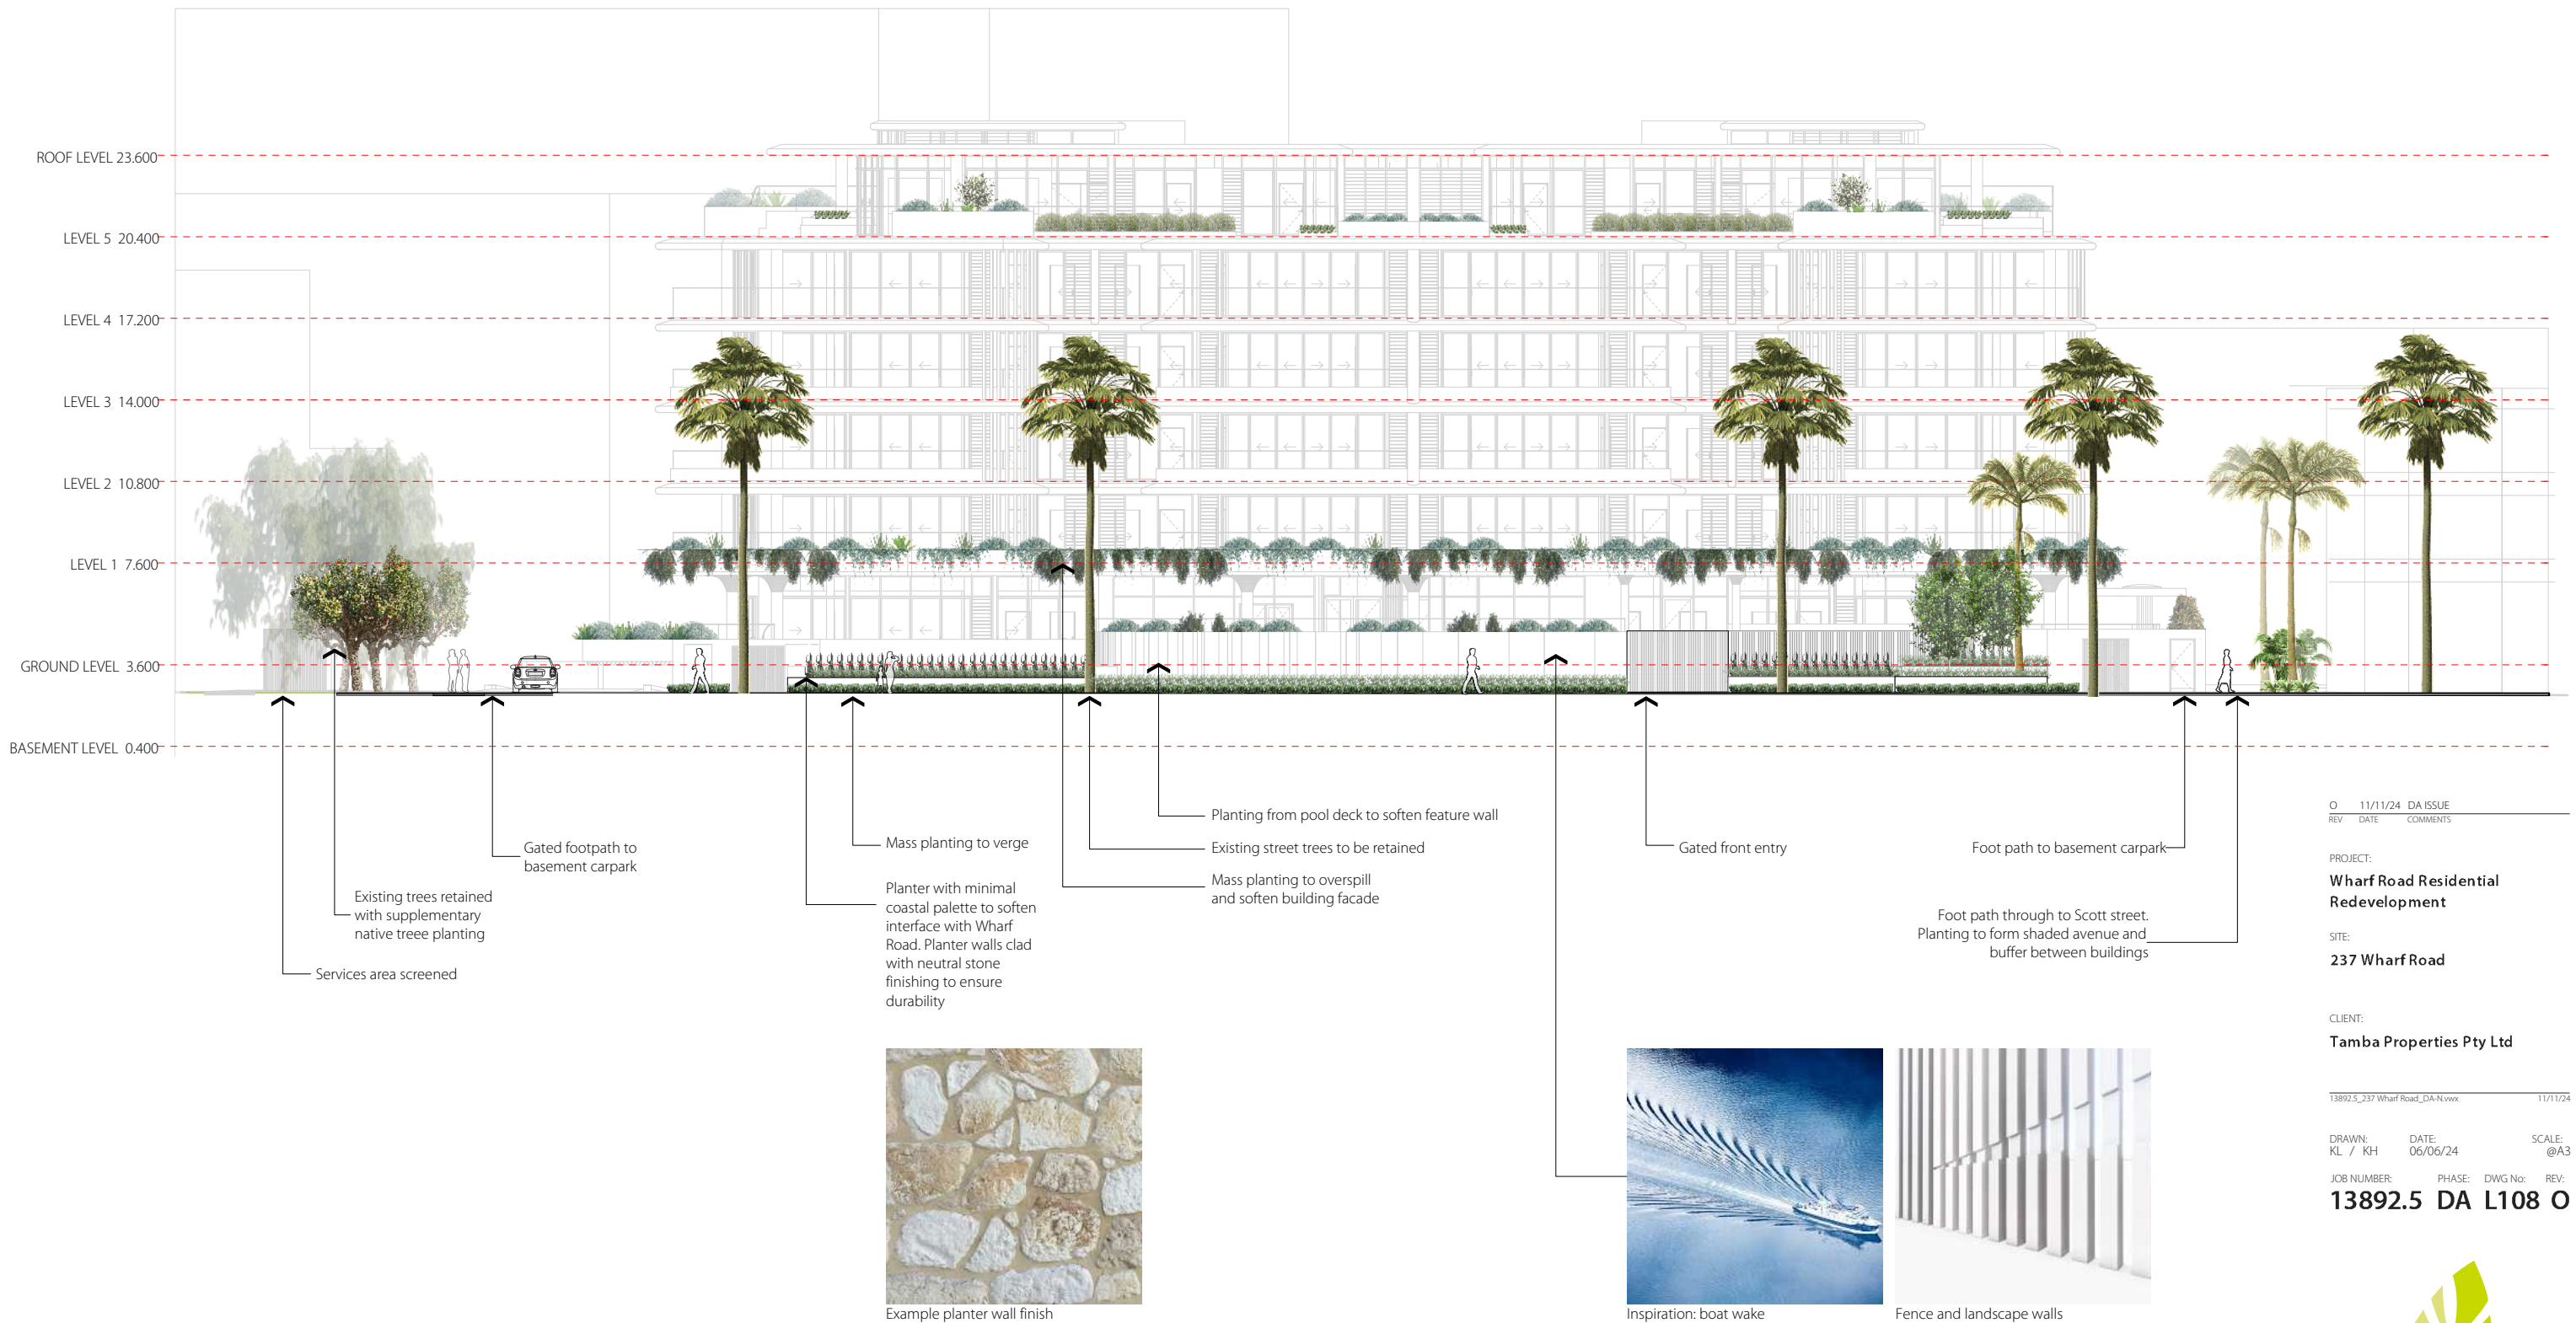 ROOF LEVEL 23.600
LEVEL 5 20.400
LEVEL 4 17.200
LEVEL 3 14.000
LEVEL 2 10.800
LEVEL 1 7.600
GROUND LEVEL 3.600
BASEMENT LEVEL 0.400
Services area screened
Existing trees retained
with supplementary
native treee planting
Gated footpath to
basement carpark
Mass planting to verge
Planter with minimal
coastal palette to soften
interface with Wharf
Road. Planter walls clad
with neutral stone
finishing to ensure
durability
Planting from pool deck to soften feature wall
Existing street trees to be retained
Mass planting to overspill
and soften building facade
Gated front entry
Foot path to basement carpark
Foot path through to Scott street.
Planting to form shaded avenue and
buffer between buildings
Example planter wall finish
Inspiration: boat wake
Fence and landscape walls
O 11/11/24 DA ISSUE
REV DATE COMMENTS
PROJECT:
Wharf Road Residential
Redevelopment
SITE:
237 Wharf Road
CLIENT:
Tamba Properties Pty Ltd
13892.5_237 Wharf Road_DA-N.vwx 11/11/24
DRAWN: DATE: SCALE:
KL / KH 06/06/24 @A3
JOB NUMBER: PHASE: DWG No: REV:
13892.5 DA L108 O